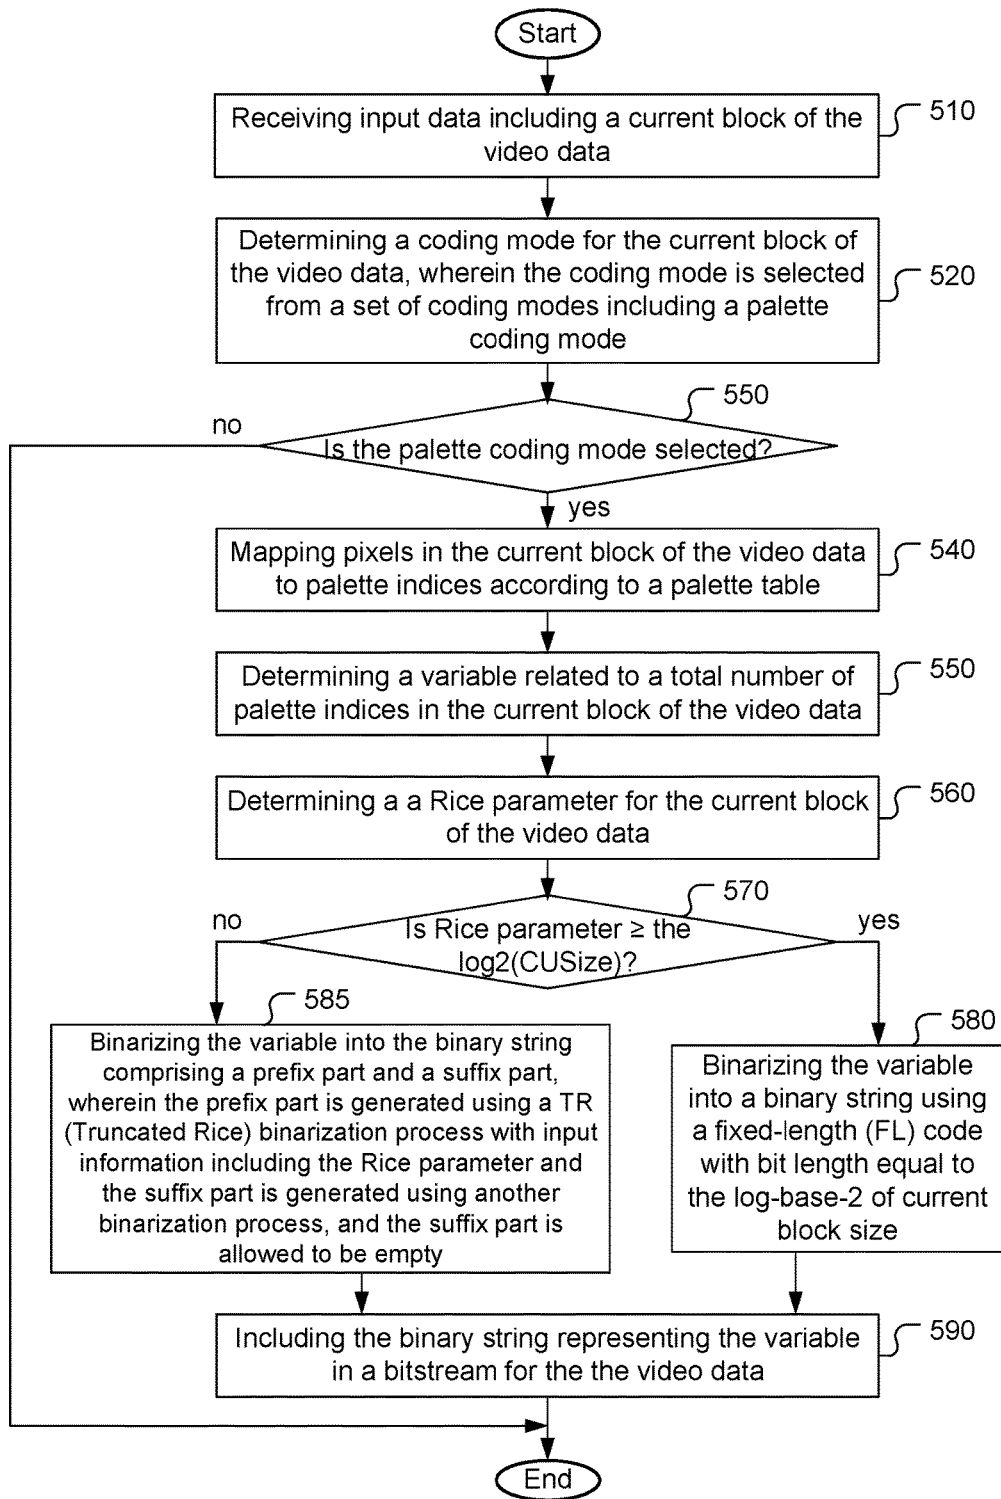 Start
Receiving input data including a current block of the
video data
510
Determining a coding mode for the current block of
the video data, wherein the coding mode is selected
from a set of coding modes including a palette
coding mode
520
550
no
Is the palette coding mode selected?
yes
Mapping pixels in the current block of the video data
to palette indices according to a palette table
540
Determining a variable related to a total number of
palette indices in the current block of the video data
550
Determining a a Rice parameter for the current block
of the video data
560
570
no
yes
Is Rice parameter ≥ the
log2(CUSize)?
585
Binarizing the variable into the binary string
comprising a prefix part and a suffix part,
wherein the prefix part is generated using a TR
(Truncated Rice) binarization process with input
information including the Rice parameter and
the suffix part is generated using another
binarization process, and the suffix part is
allowed to be empty
580
Binarizing the variable
into a binary string using
a fixed-length (FL) code
with bit length equal to
the log-base-2 of current
block size
Including the binary string representing the variable
in a bitstream for the the video data
590
End